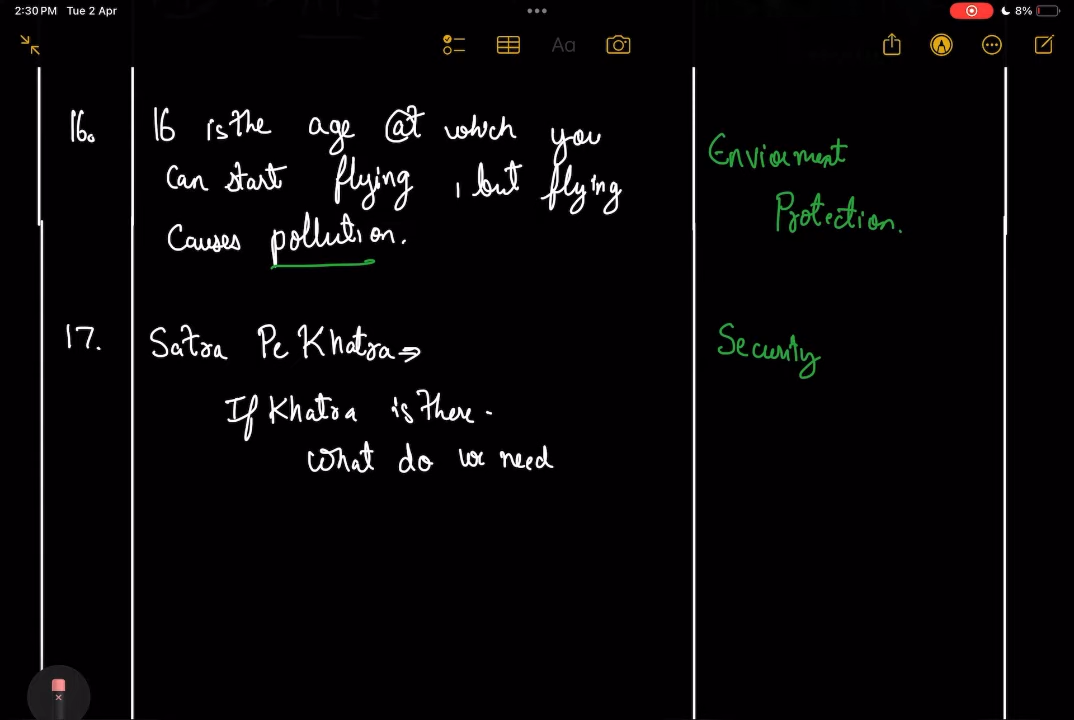 2:30 PM Tue 2 Apr
8%
Aa
16. 16 is the age @t which you
can start flying, but flying
causes pollution.
Enviorment
Protection.
17. Satra Pe Khatra ⇒
If Khatra is there.
what do we need
Security